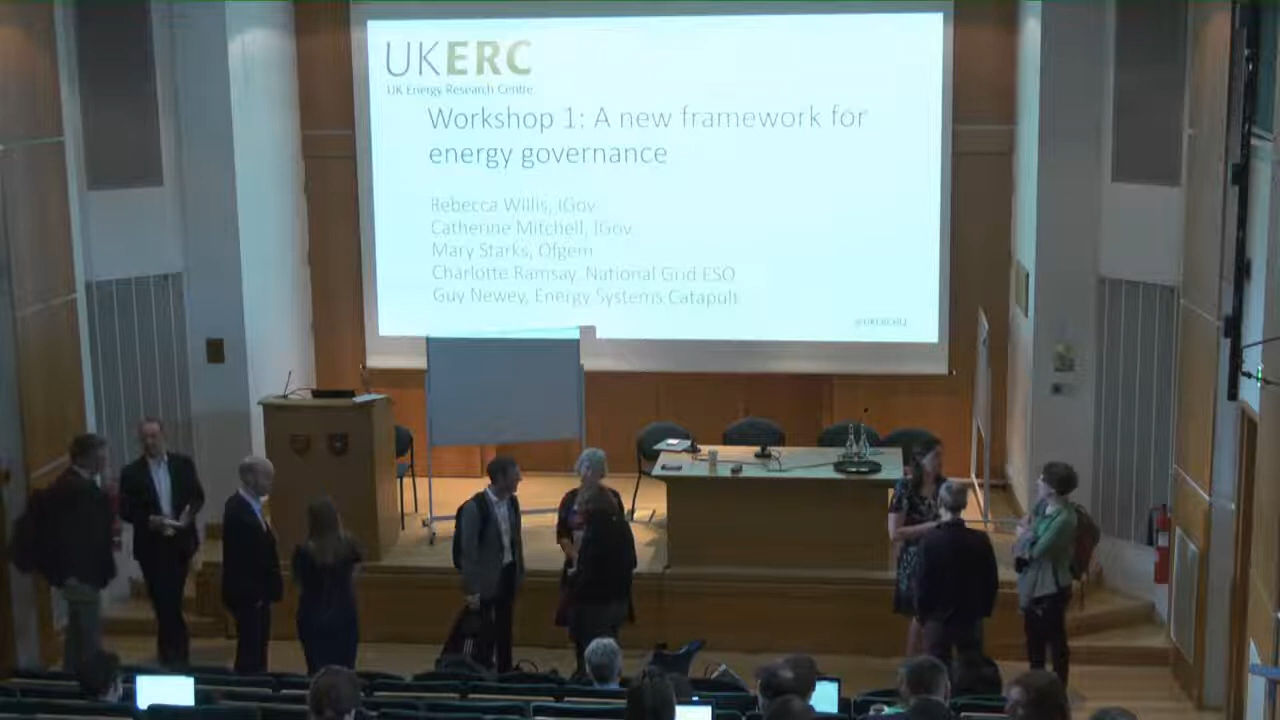 UKERC
UK Energy Research Centre
Workshop 1: A new framework for
energy governance
Rebecca Willis, IGov
Catherine Mitchell, IGov
Mary Starks, Ofgem
Charlotte Ramsay, National Grid ESO
Guy Newey, Energy Systems Catapult